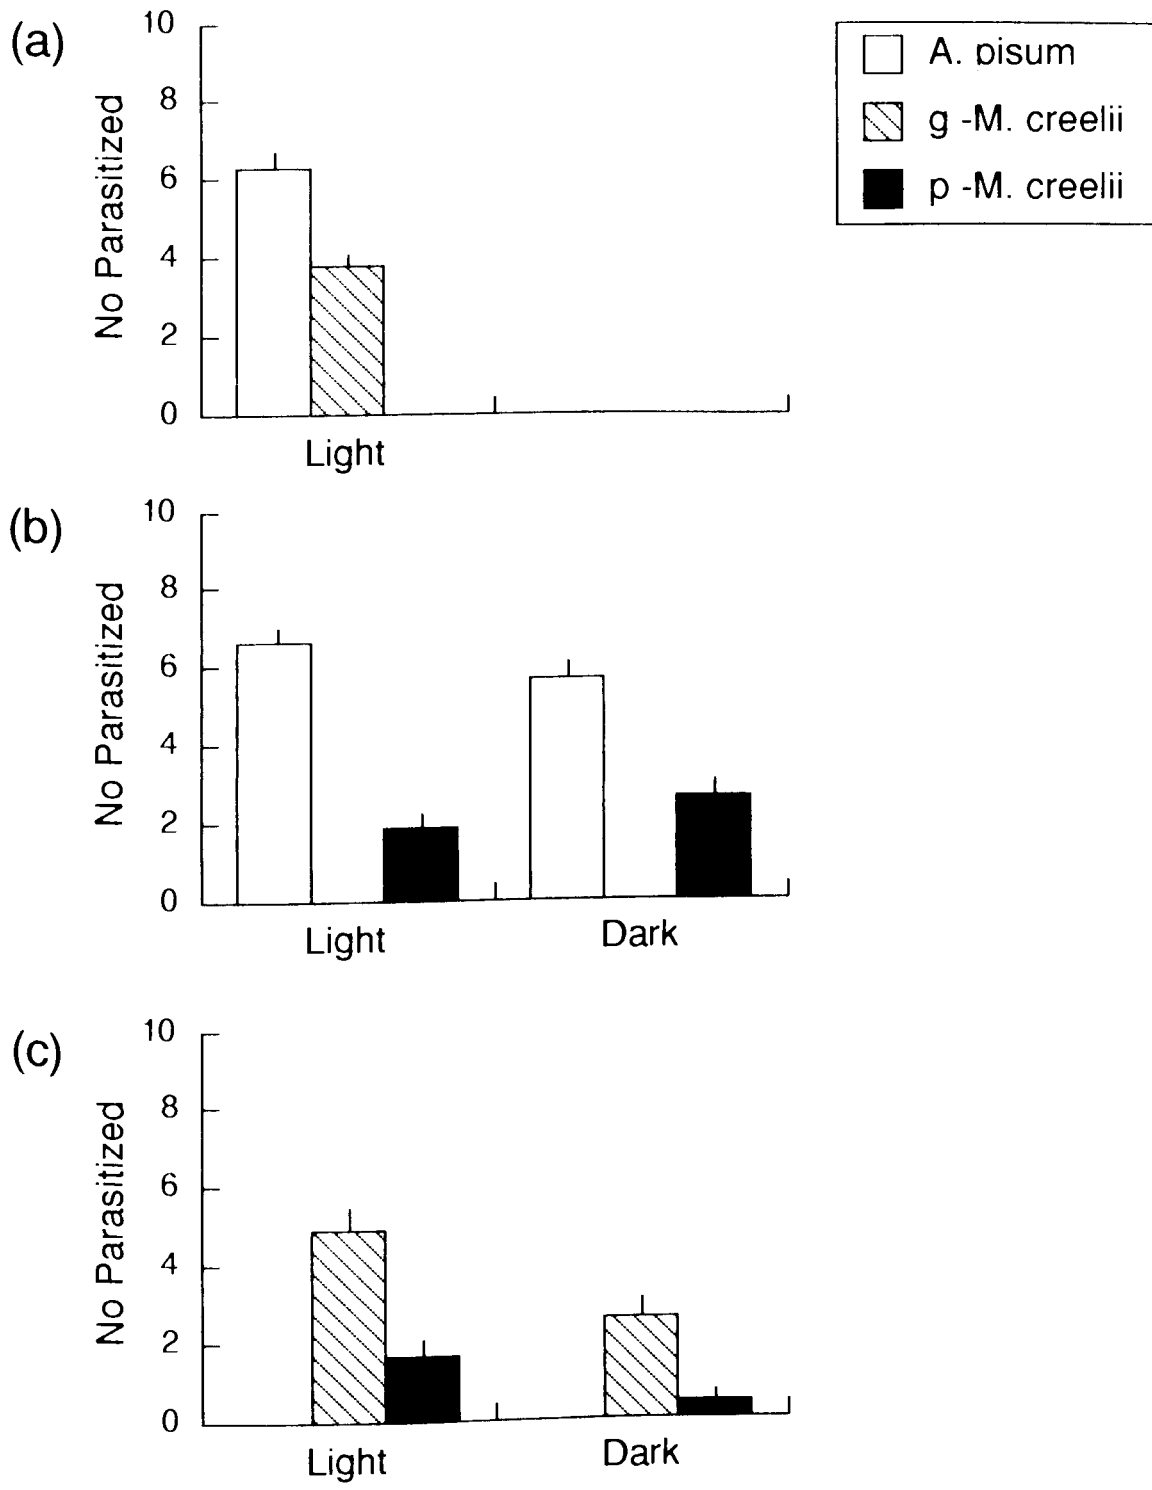 (a)
No Parasitized
10
8
6
4
2
0
Light
A. pisum
g -M. creelii
p -M. creelii
(b)
No Parasitized
10
8
6
4
2
0
Light
Dark
(c)
No Parasitized
10
8
6
4
2
0
Light
Dark